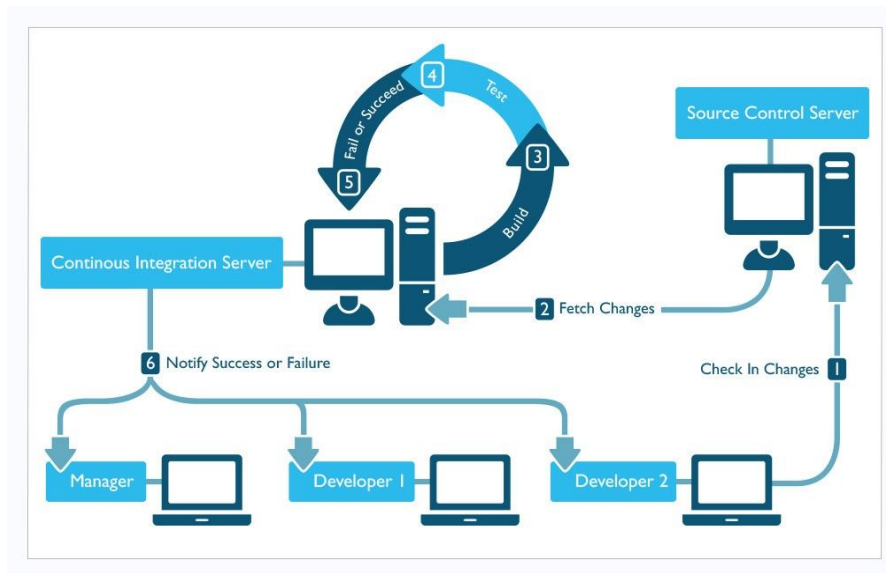 4
Test
Fail or Succeed
5
3
Build
Source Control Server
Continous Integration Server
2 Fetch Changes
6 Notify Success or Failure
Check In Changes 1
Manager
Developer 1
Developer 2